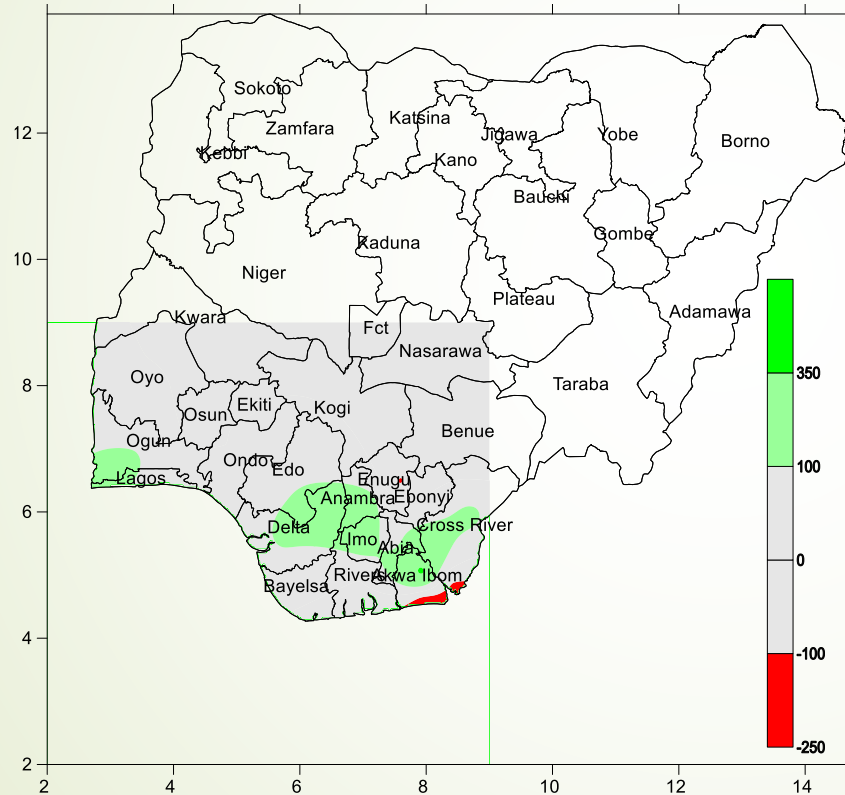 Sokoto
Katsina
Zamfara
12
Jigawa
Yobe
Borno
Kebbi
Kano
Bauchi
Gombe
Kaduna
10
Niger
Plateau
Adamawa
Kwara
Fct
Nasarawa
350
8
Oyo
Taraba
Ekiti
Kogi
Osun
Benue
Ogun
Ondo
Edo
100
Lagos
Enugu
Anambra
Ebonyi
6
Delta
Cross River
LImo
Abia
0
Bayelsa
Rivers
Akwa Ibom
4
-100
-250
2
2
4
6
8
10
12
14